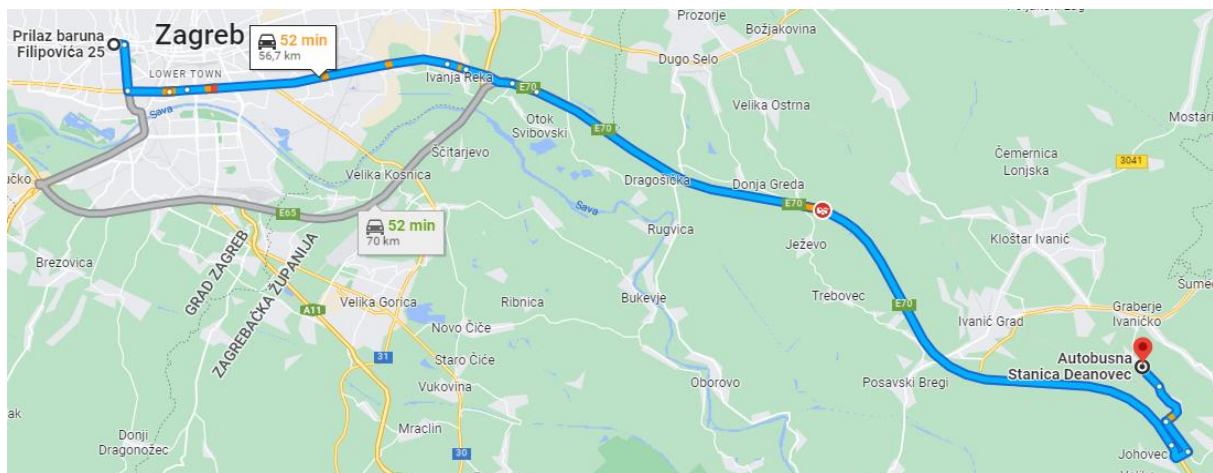 Prozorje
Božjakovina
Prilaz baruna
Filipovića 25
Zagreb
52 min
56,7 km
LOWER TOWN
Ivanja Reka
Dugo Selo
E70
Velika Ostrna
Sava
Otok
Svibovski
E70
Mostari
Ščitarjevo
Čemernica
Lonjska
3041
učko
Velika Kosnica
Dragošička
Donja Greda
E70
Sava
E65
52 min
70 km
Rugvica
Ježevo
Kloštar Ivanić
Brezovica
GRAD ZAGREB
ZAGREBAČKA ŽUPANIJA
Trebovec
Šume
A11
Velika Gorica
Ribnica
Bukevje
E70
Graberje
Ivaničko
Novo Čiče
Ivanić Grad
31
Staro Čiče
Autobusna
Stanica Deanovec
Vukovina
Oborovo
Posavski Bregi
ak
Mraclin
Donji
Dragonožec
30
Johovec